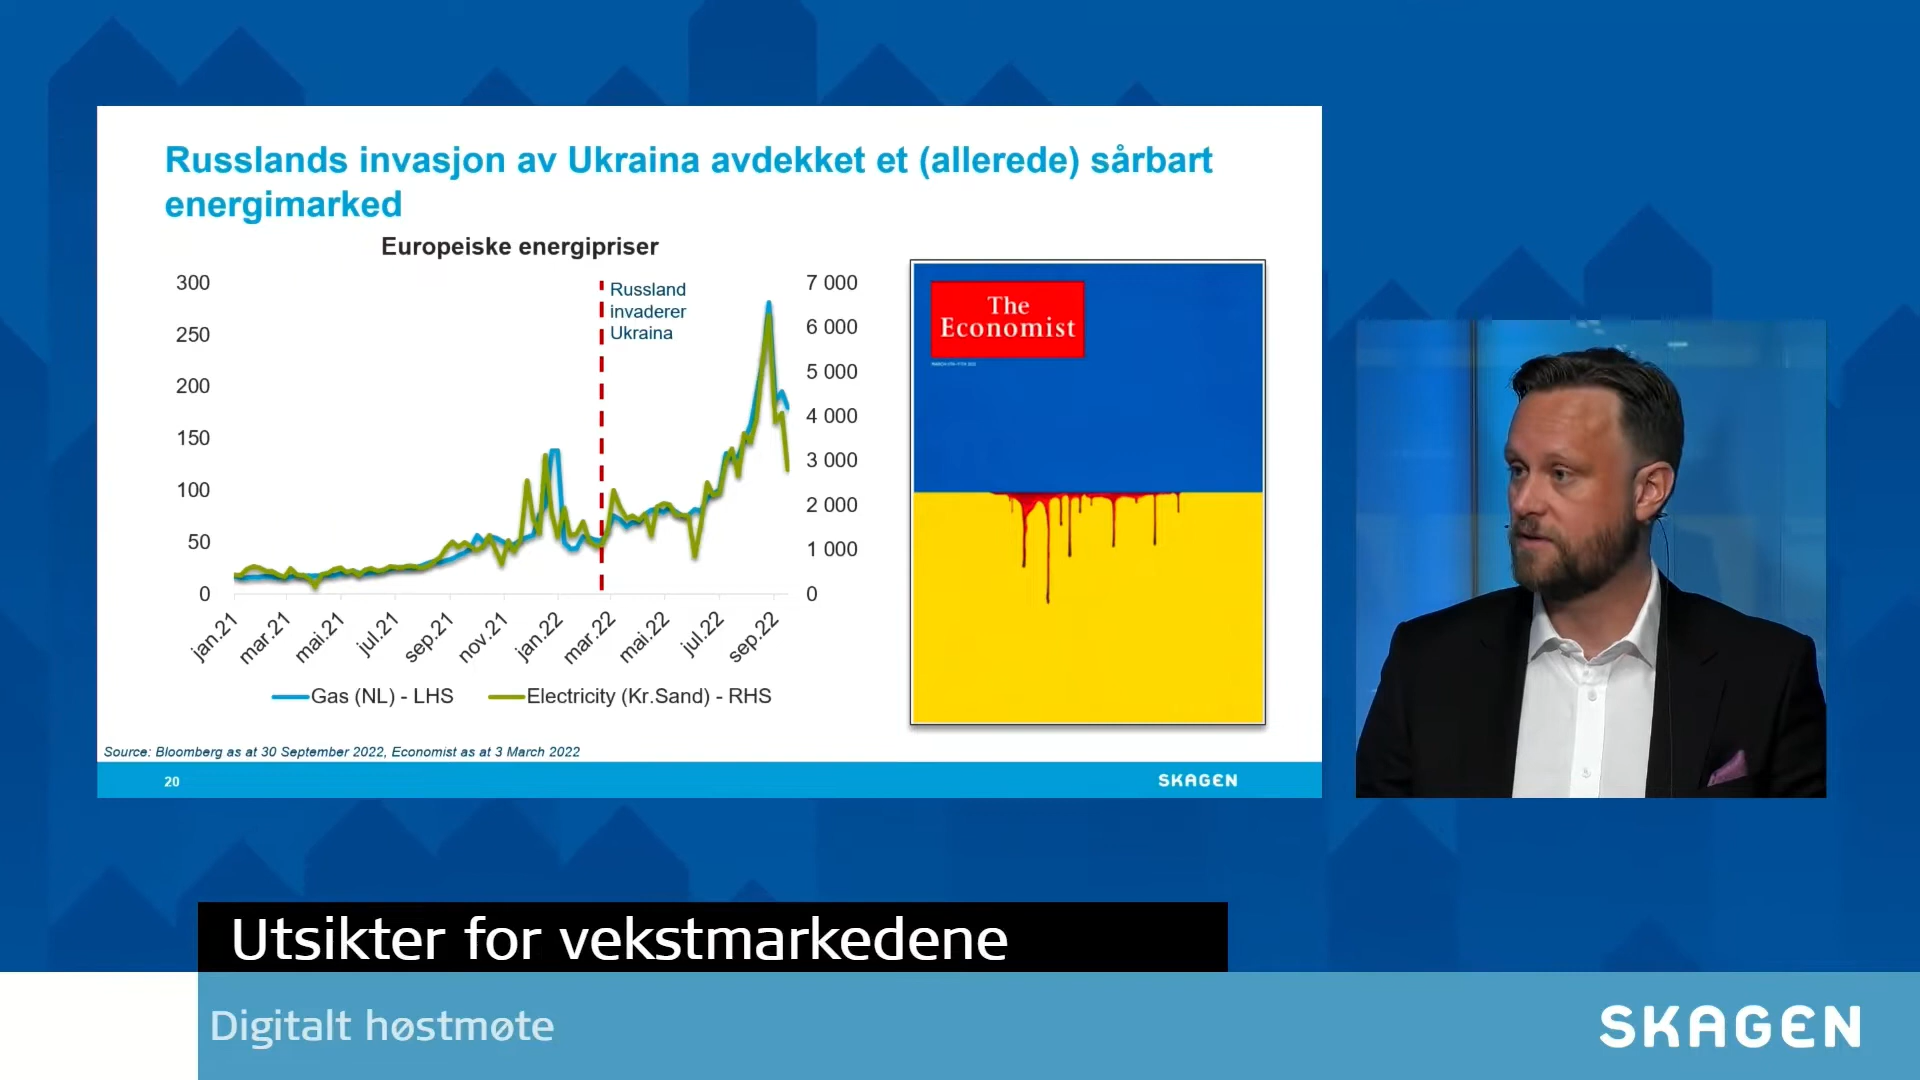 Russlands invasjon av Ukraina avdekket et (allerede) sårbart
energimarked
Europeiske energipriser
300
250
200
150
100
50
0
Russland
invaderer
Ukraina
7 000
6 000
5 000
4 000
3 000
2 000
1 000
0
jan.21
mar.21
mai.21
jul.21
sep.21
nov.21
jan.22
mar.22
mai.22
jul.22
sep.22
Gas (NL) - LHS
Electricity (Kr.Sand) - RHS
The
Economist
Source: Bloomberg as at 30 September 2022, Economist as at 3 March 2022
20
SKAGEN
Utsikter for vekstmarkedene
Digitalt høstmøte
SKAGEN